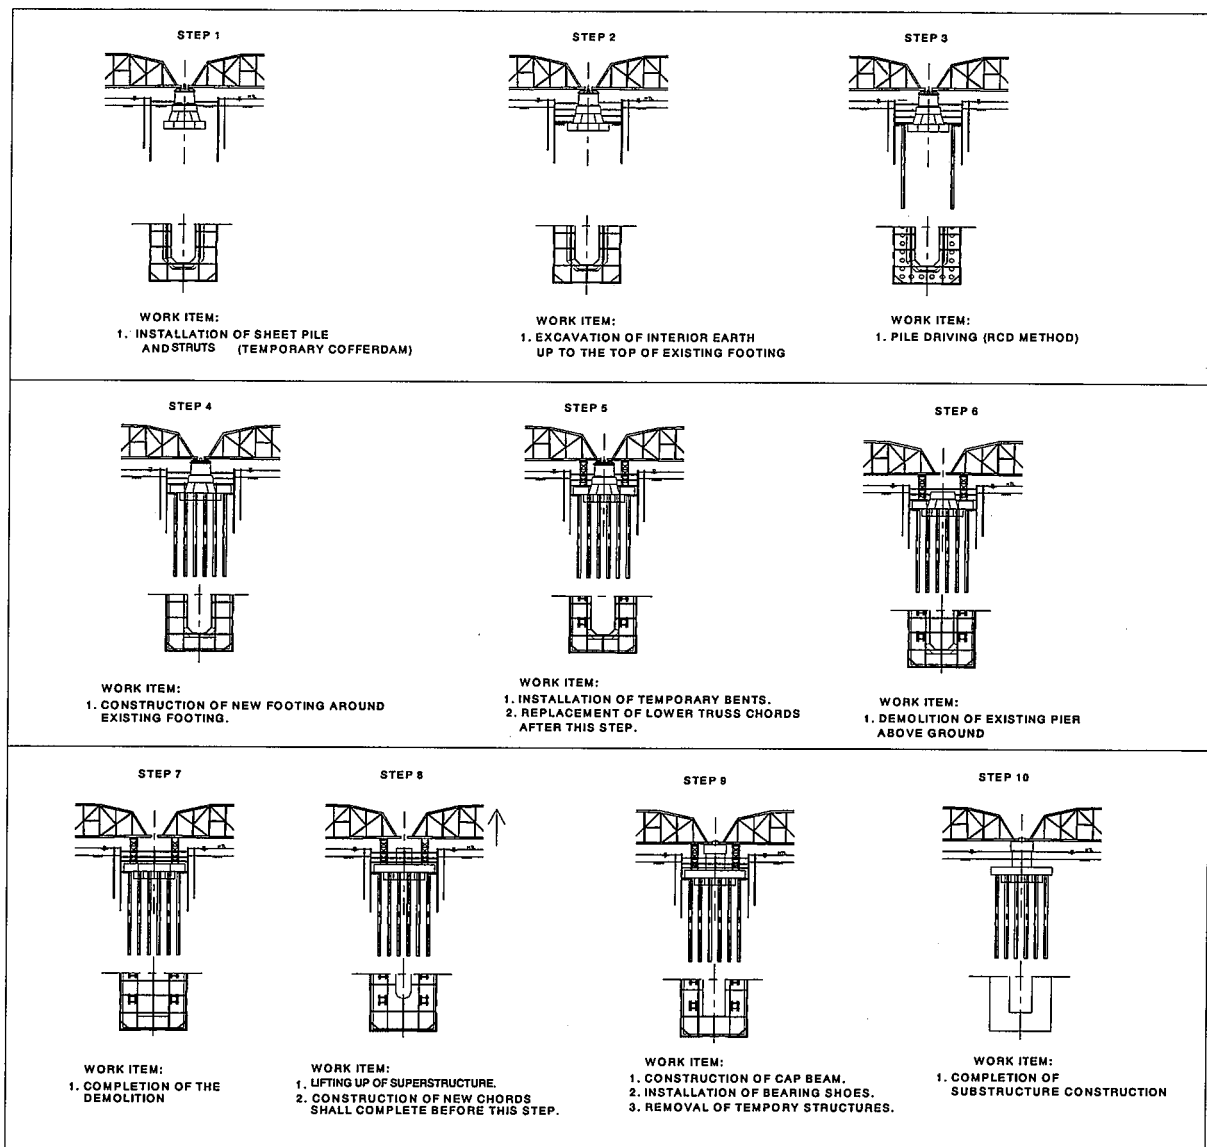 STEP 1
STEP 2
STEP 3
WORK ITEM:
1. INSTALLATION OF SHEET PILE
AND STRUTS (TEMPORARY COFFERDAM)
WORK ITEM:
1. EXCAVATION OF INTERIOR EARTH
UP TO THE TOP OF EXISTING FOOTING
WORK ITEM:
1. PILE DRIVING (RCD METHOD)
STEP 4
STEP 5
STEP 6
WORK ITEM:
1. CONSTRUCTION OF NEW FOOTING AROUND
EXISTING FOOTING.
WORK ITEM:
1. INSTALLATION OF TEMPORARY BENTS.
2. REPLACEMENT OF LOWER TRUSS CHORDS
AFTER THIS STEP.
WORK ITEM:
1. DEMOLITION OF EXISTING PIER
ABOVE GROUND
STEP 7
STEP 8
STEP 9
STEP 10
WORK ITEM:
1. COMPLETION OF THE
DEMOLITION
WORK ITEM:
1. LIFTING UP OF SUPERSTRUCTURE.
2. CONSTRUCTION OF NEW CHORDS
SHALL COMPLETE BEFORE THIS STEP.
WORK ITEM:
1. CONSTRUCTION OF CAP BEAM.
2. INSTALLATION OF BEARING SHOES.
3. REMOVAL OF TEMPORY STRUCTURES.
WORK ITEM:
1. COMPLETION OF
SUBSTRUCTURE CONSTRUCTION